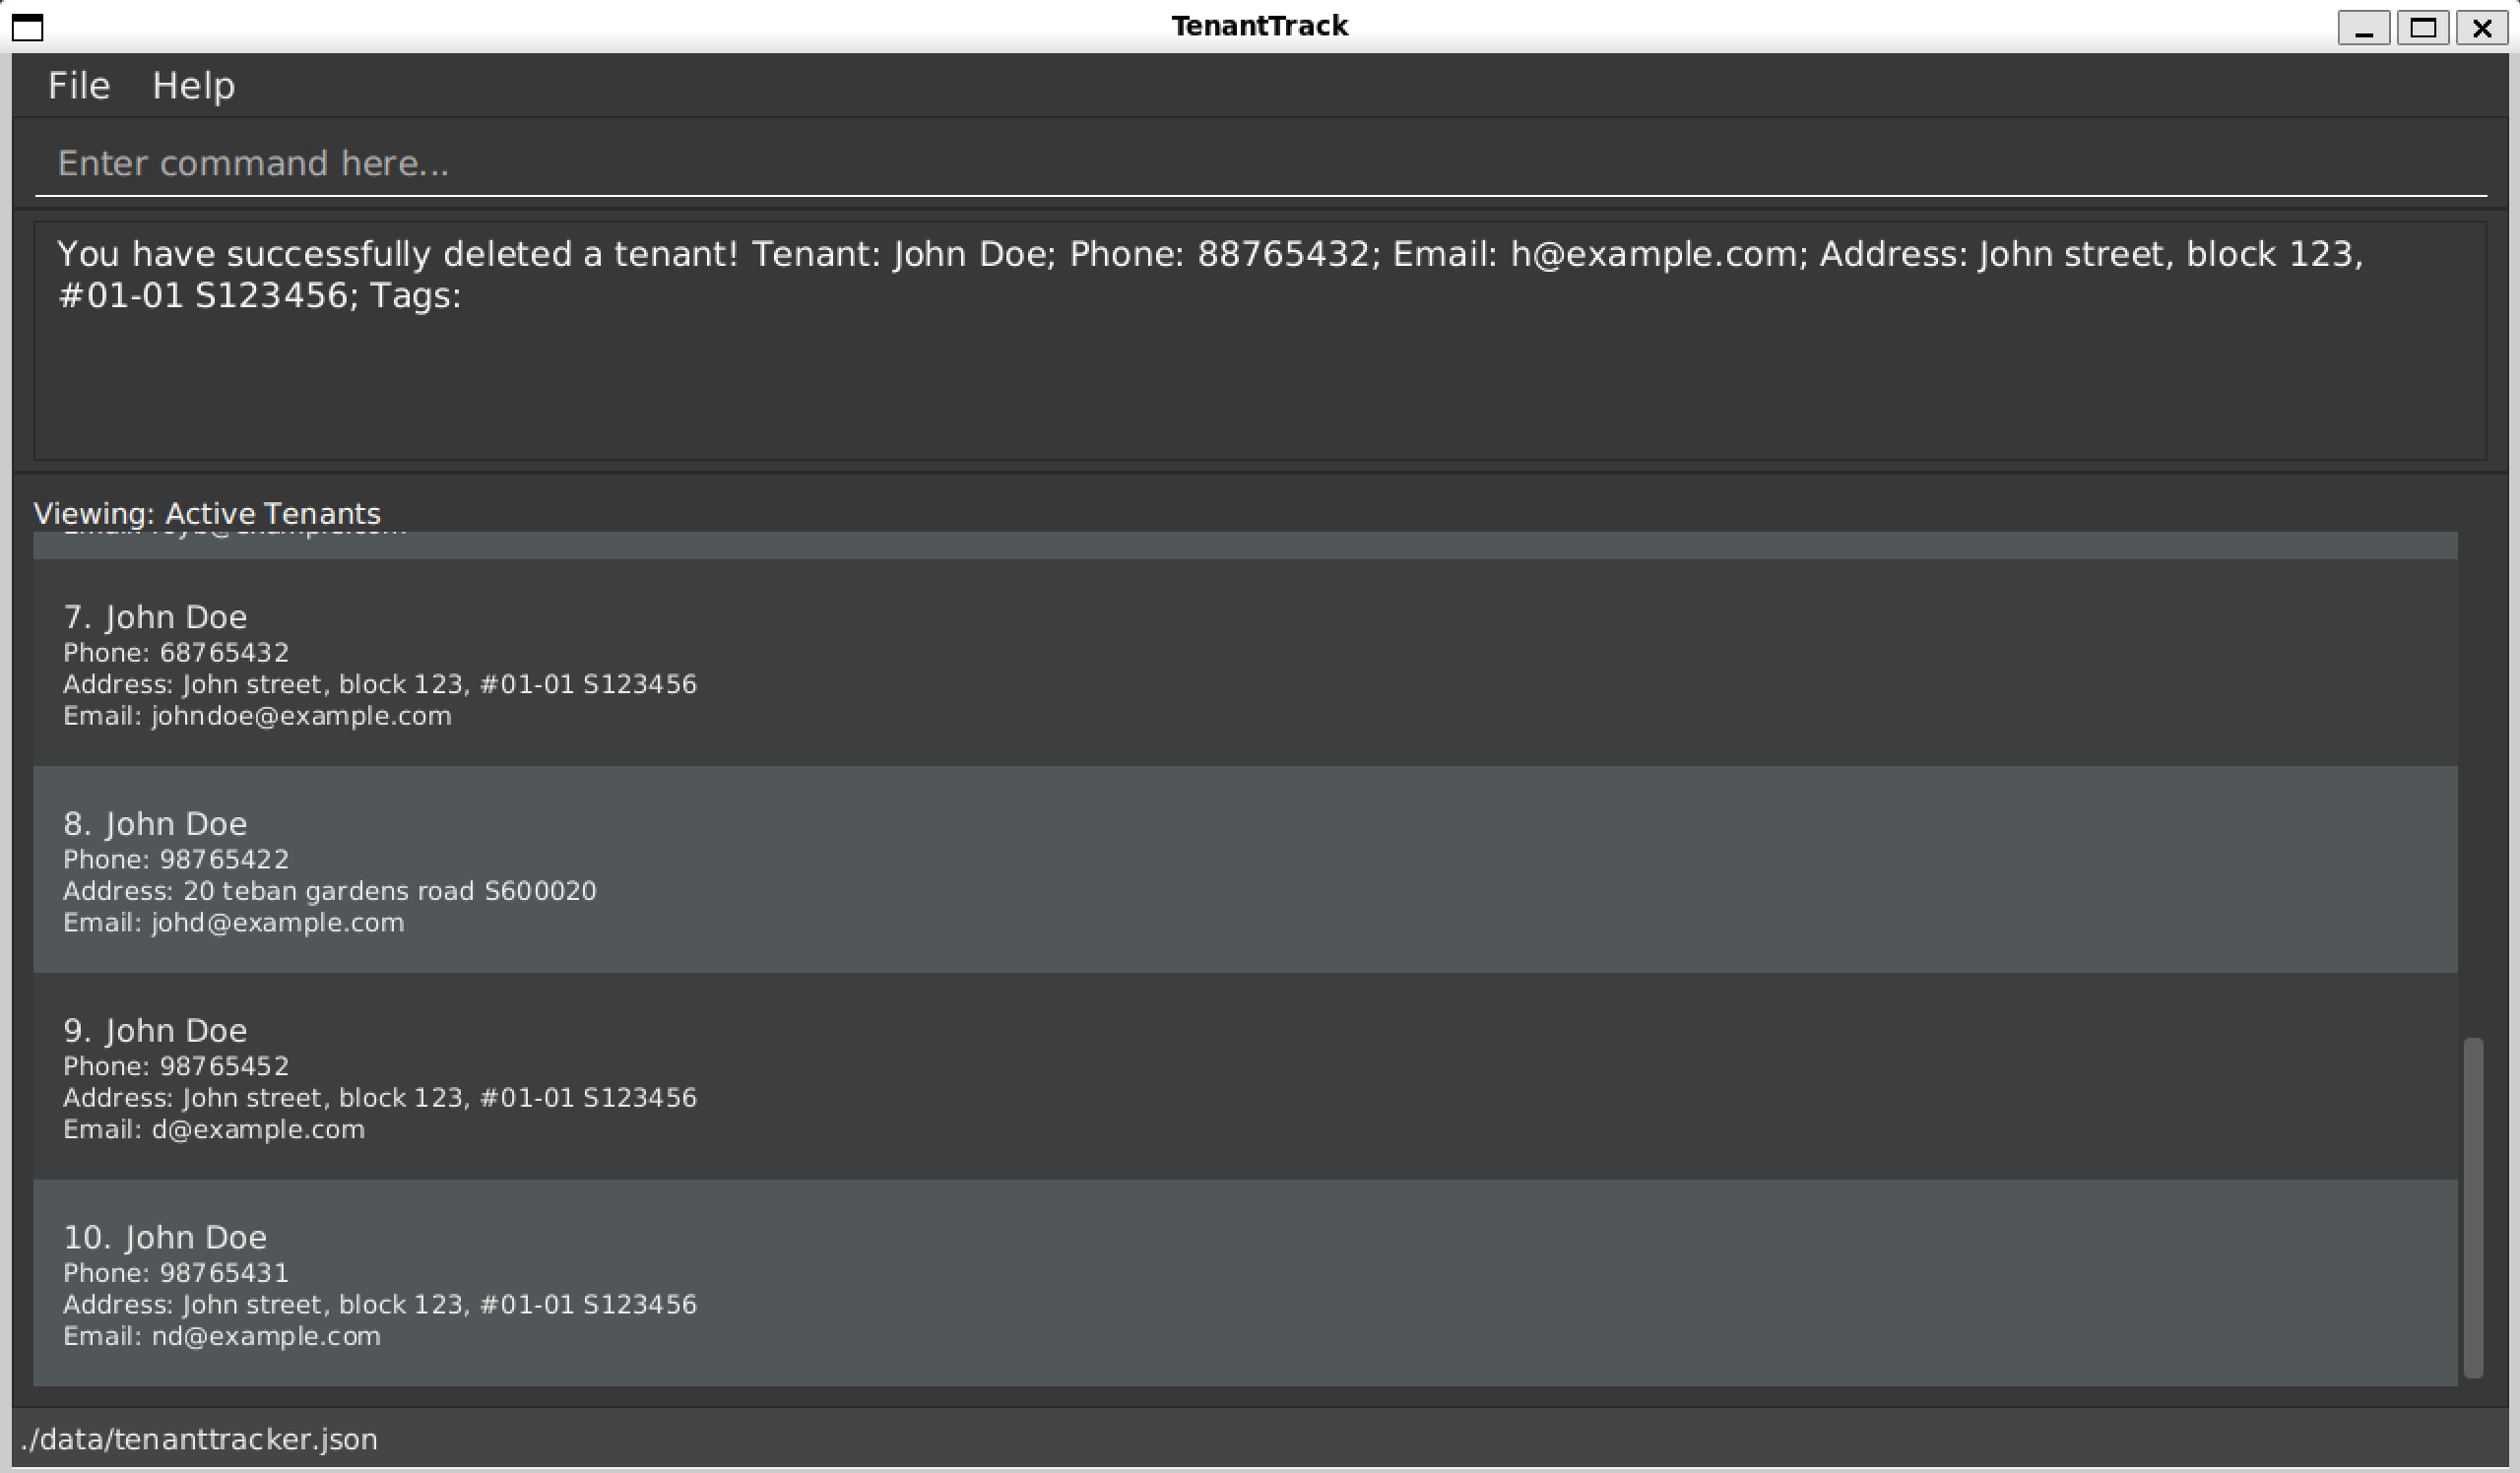 TenantTrack
File Help
Enter command here...
You have successfully deleted a tenant! Tenant: John Doe; Phone: 88765432; Email: h@example.com; Address: John street, block 123,
#01-01 S123456; Tags:
Viewing: Active Tenants
7. John Doe
Phone: 68765432
Address: John street, block 123, #01-01 S123456
Email: johndoe@example.com
8. John Doe
Phone: 98765422
Address: 20 teban gardens road S600020
Email: johd@example.com
9. John Doe
Phone: 98765452
Address: John street, block 123, #01-01 S123456
Email: d@example.com
10. John Doe
Phone: 98765431
Address: John street, block 123, #01-01 S123456
Email: nd@example.com
./data/tenanttracker.json